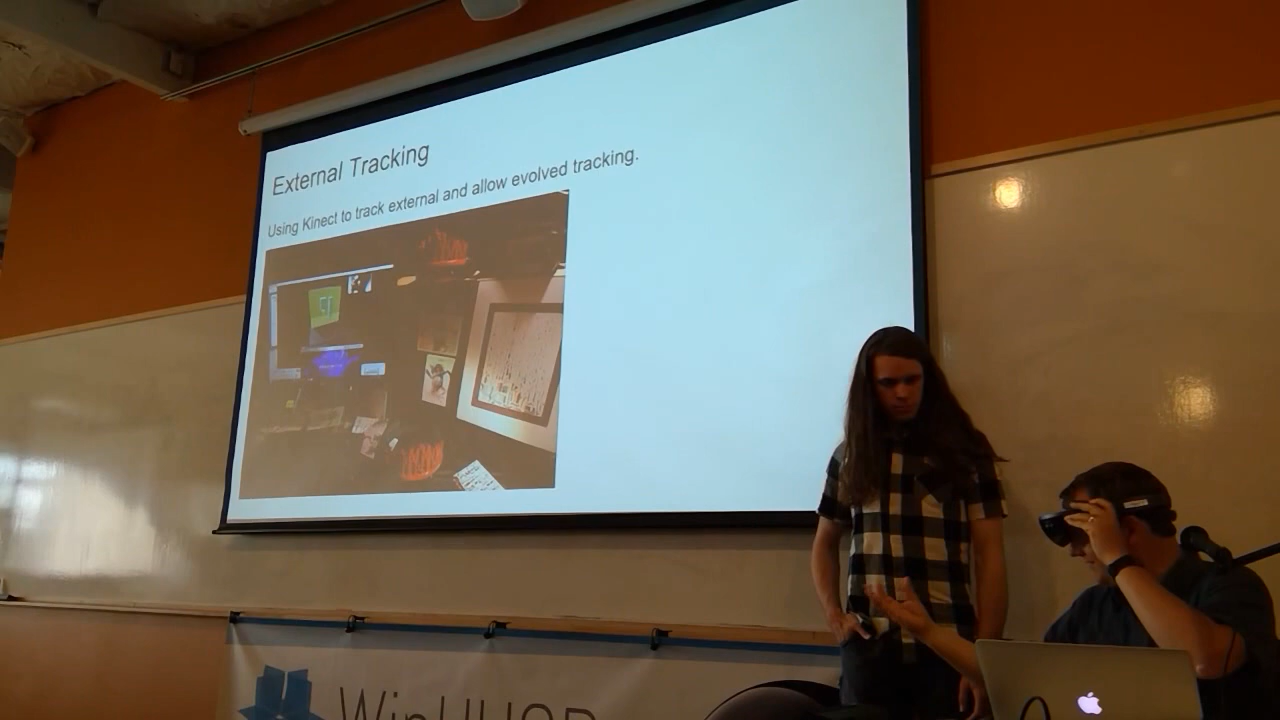 External Tracking
Using Kinect to track external and allow evolved tracking.